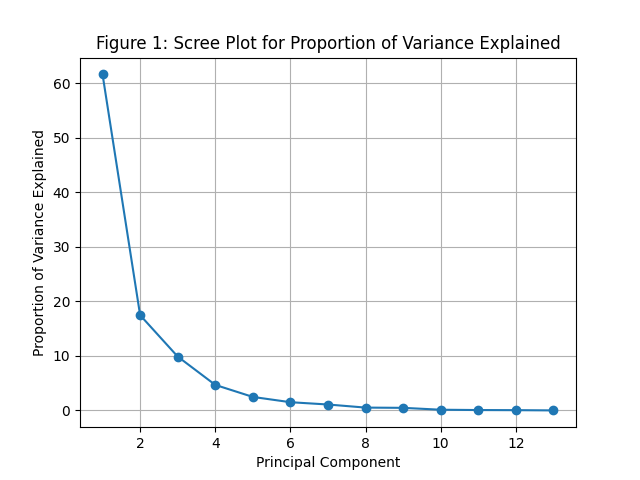 Figure 1: Scree Plot for Proportion of Variance Explained
60
50
40
30
20
10
0
Proportion of Variance Explained
2 4 6 8 10 12
Principal Component